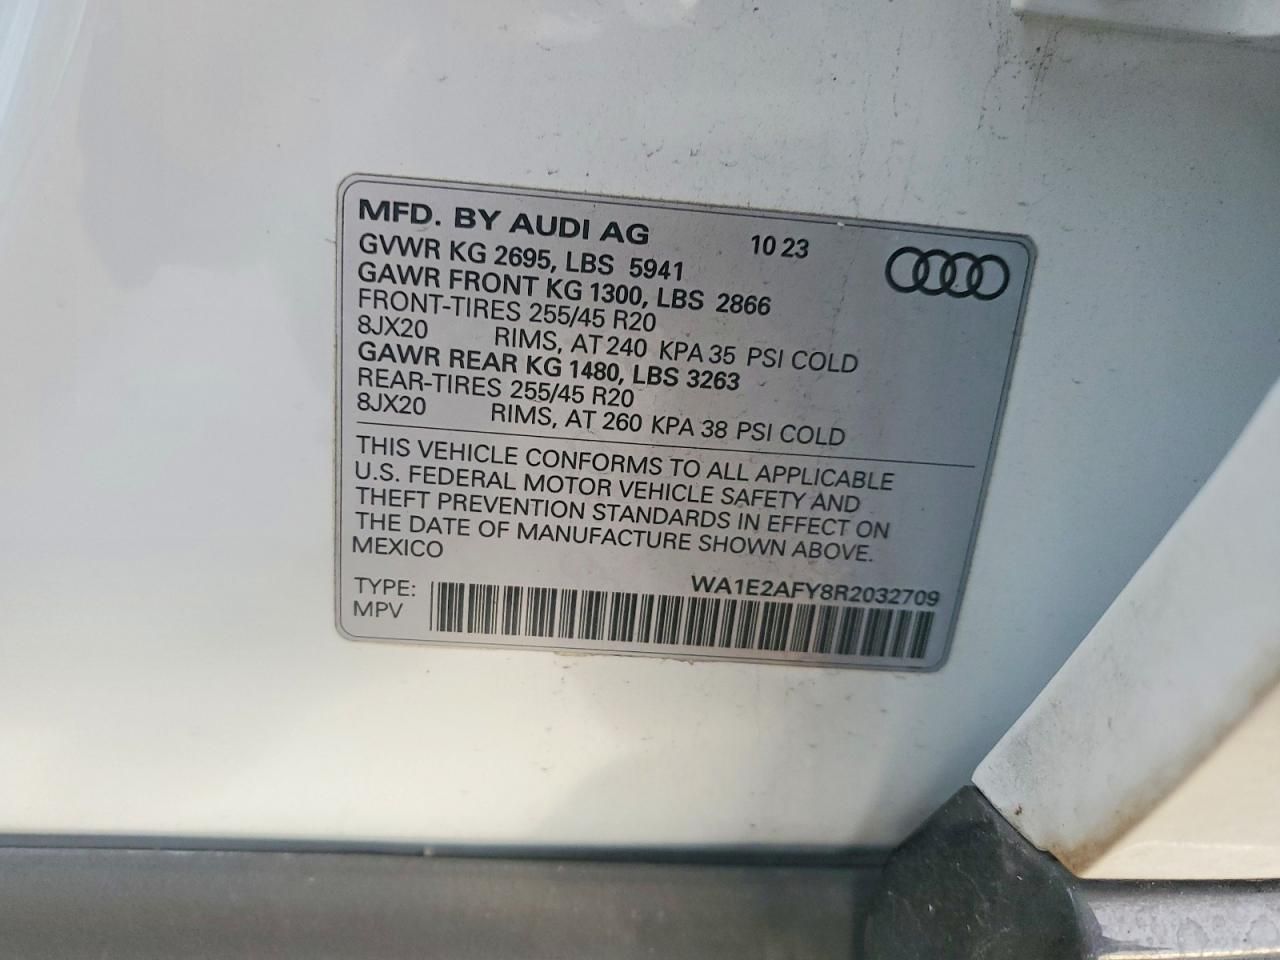 MFD. BY AUDI AG 10 23
GVWR KG 2695, LBS 5941
GAWR FRONT KG 1300, LBS 2866
FRONT-TIRES 255/45 R20
8JX20 RIMS, AT 240 KPA 35 PSI COLD
GAWR REAR KG 1480, LBS 3263
REAR-TIRES 255/45 R20
8JX20 RIMS, AT 260 KPA 38 PSI COLD
THIS VEHICLE CONFORMS TO ALL APPLICABLE
U.S. FEDERAL MOTOR VEHICLE SAFETY AND
THEFT PREVENTION STANDARDS IN EFFECT ON
THE DATE OF MANUFACTURE SHOWN ABOVE.
MEXICO
WA1E2AFY8R2032709
TYPE:
MPV